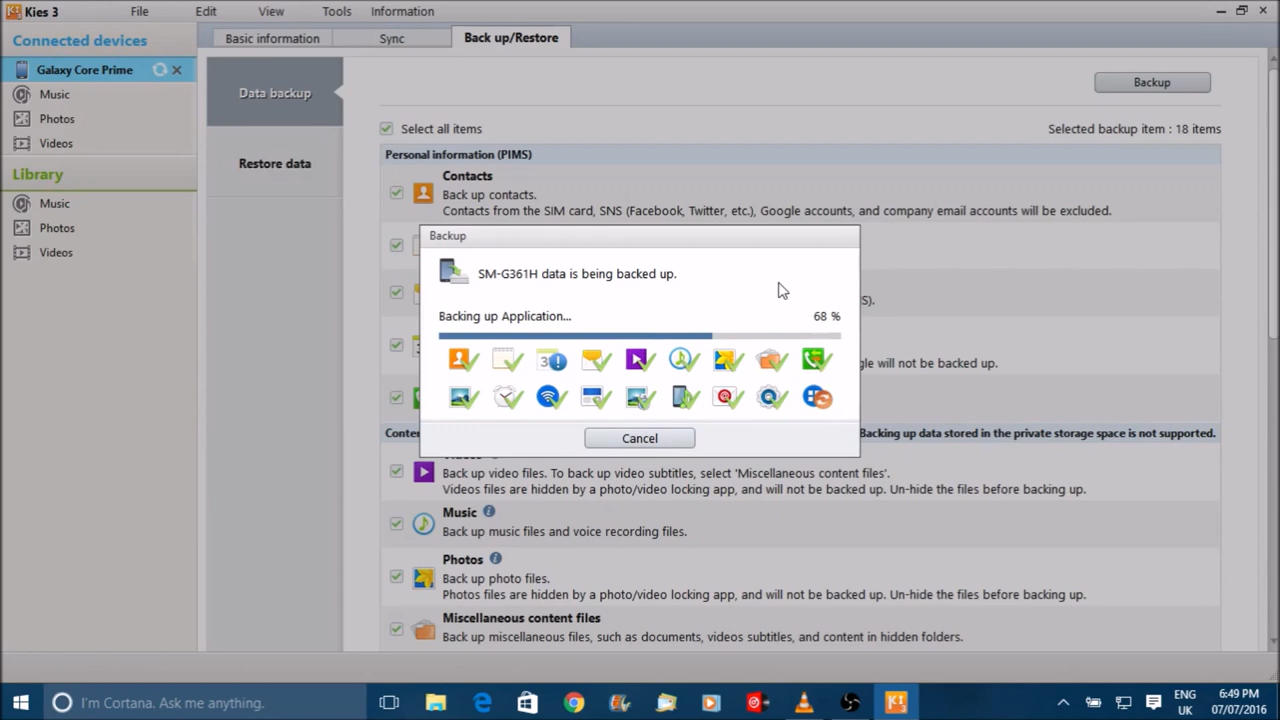 Kies 3 File Edit View Tools Information
Connected devices
Galaxy Core Prime
Music
Photos
Videos
Library
Music
Photos
Videos
Basic information Sync Back up/Restore
Data backup
Restore data
Backup
Select all items Selected backup item : 18 items
Personal information (PIMS)
Contacts
Back up contacts.
Contacts from the SIM card, SNS (Facebook, Twitter, etc.), Google accounts, and company email accounts will be excluded.
Backup
SM-G361H data is being backed up.
Backing up Application... 68 %
Cancel
S).
gle will not be backed up.
Conten
Backing up data stored in the private storage space is not supported.
Back up video files. To back up video subtitles, select 'Miscellaneous content files'.
Videos files are hidden by a photo/video locking app, and will not be backed up. Un-hide the files before backing up.
Music
Back up music files and voice recording files.
Photos
Back up photo files.
Photos files are hidden by a photo/video locking app, and will not be backed up. Un-hide the files before backing up.
Miscellaneous content files
Back up miscellaneous files, such as documents, videos subtitles, and content in hidden folders.
I'm Cortana. Ask me anything.
ENG
UK
6:49 PM
07/07/2016